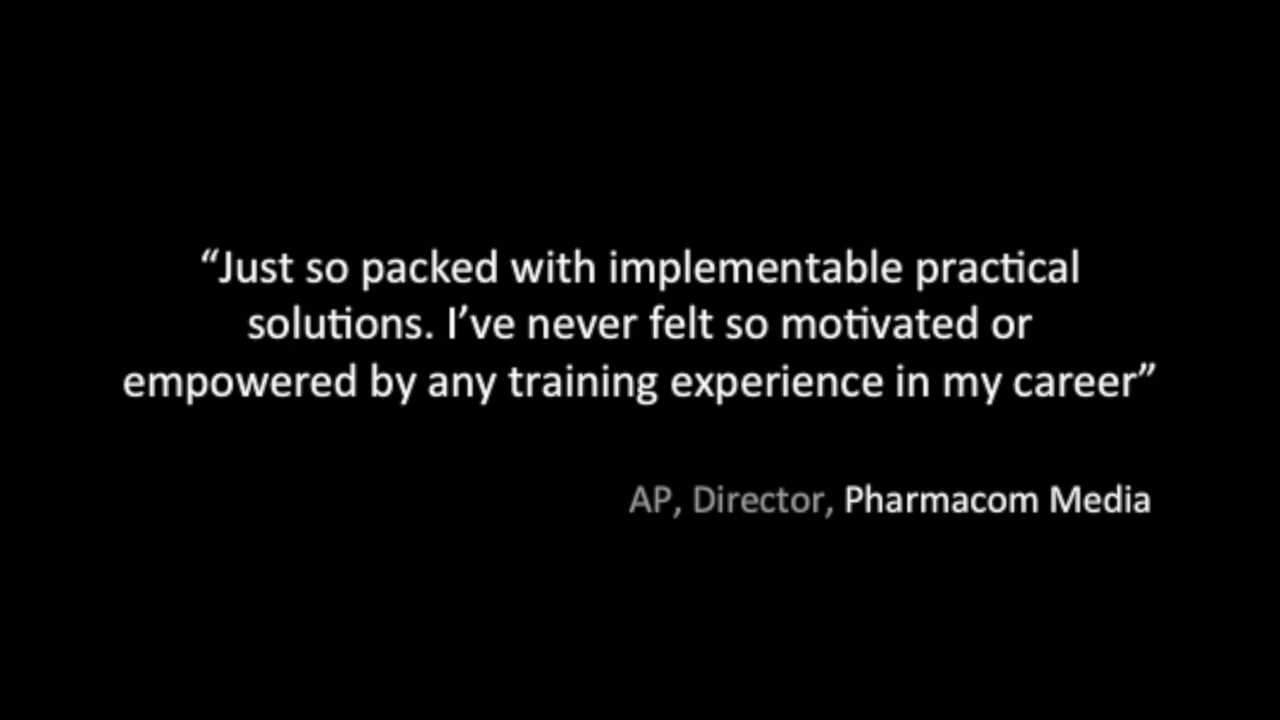 “Just so packed with implementable practical
solutions. I’ve never felt so motivated or
empowered by any training experience in my career”
AP, Director, Pharmacom Media